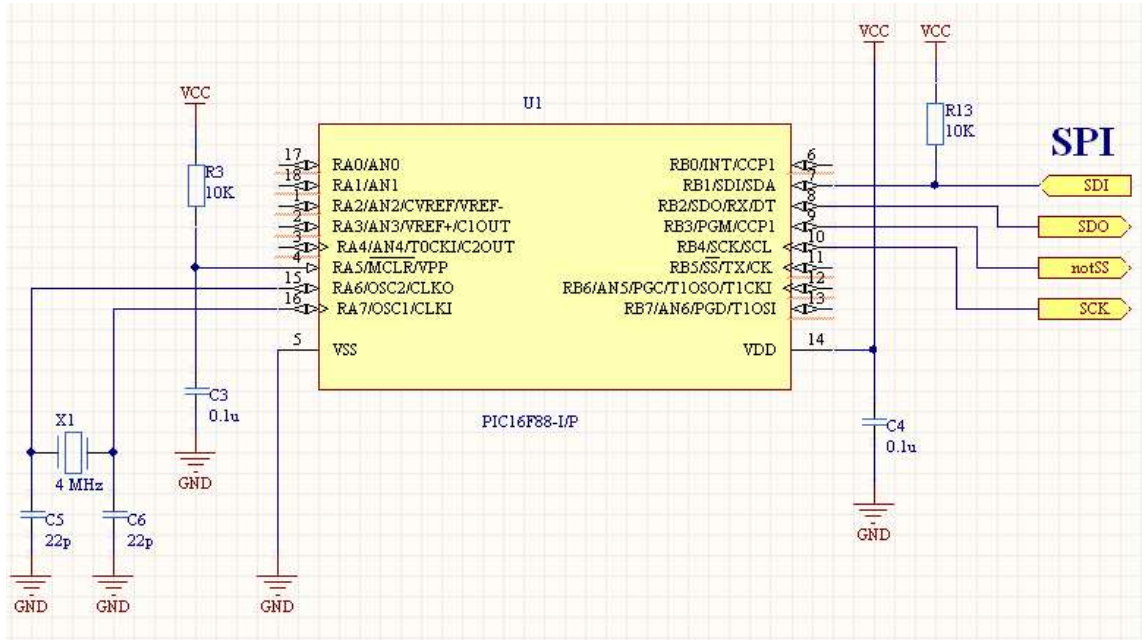 VCC
VCC
VCC
U1
R3
10K
R13
10K
SPI
17
RA0/AN0
18
RA1/AN1
1
RA2/AN2/CVREF/VREF-
2
RA3/AN3/VREF+/C1OUT
3
RA4/AN4/T0CKI/C2OUT
4
RA5/MCLR/VPP
15
RA6/OSC2/CLKO
16
RA7/OSC1/CLKI
5
VSS
RB0/INT/CCP1
6
RB1/SDI/SDA
7
RB2/SDO/RX/DT
8
RB3/PGM/CCP1
9
RB4/SCK/SCL
10
RB5/SS/TX/CK
11
RB6/AN5/PGC/T1OSO/T1CKI
12
RB7/AN6/PGD/T1OSI
13
VDD
14
SDI
SDO
notSS
SCK
C3
0.1u
PIC16F88-I/P
X1
4 MHz
C4
0.1u
GND
C5
22p
C6
22p
GND
GND
GND
GND